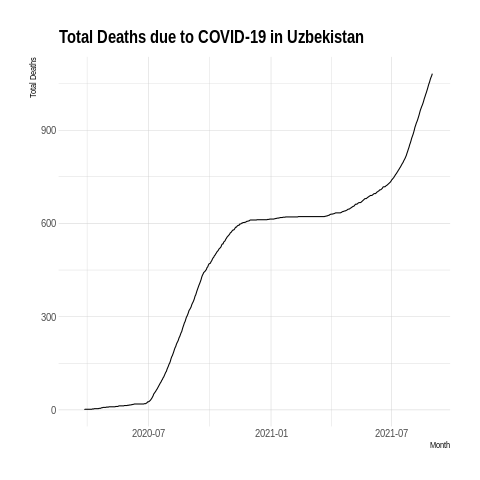 Total Deaths due to COVID-19 in Uzbekistan
Total Deaths
900
600
300
0
2020-07
2021-01
2021-07
Month